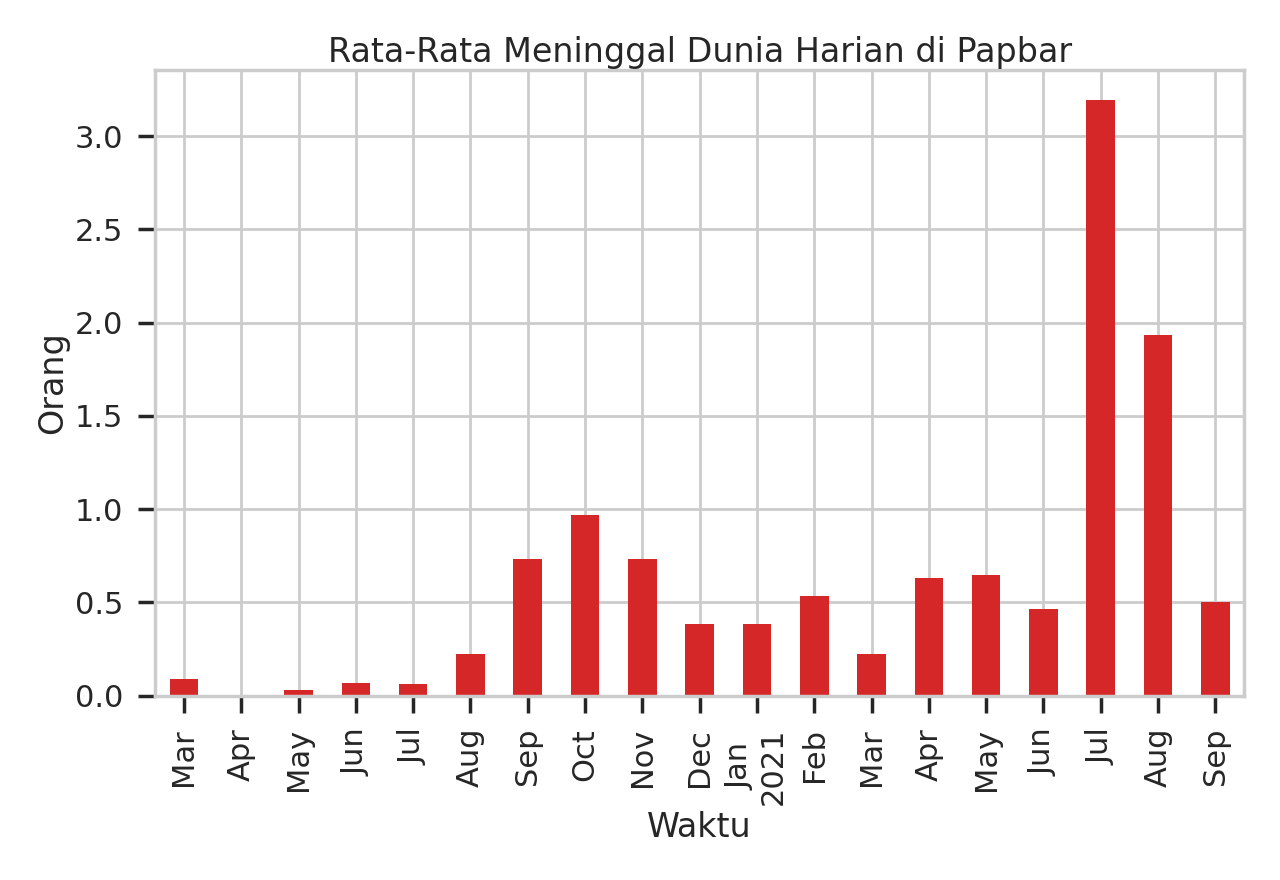 Rata-Rata Meninggal Dunia Harian di Papbar
Orang
3.0
2.5
2.0
1.5
1.0
0.5
0.0
Mar
Apr
May
Jun
Jul
Aug
Sep
Oct
Nov
Dec
Jan
2021
Feb
Mar
Apr
May
Jun
Jul
Aug
Sep
Waktu